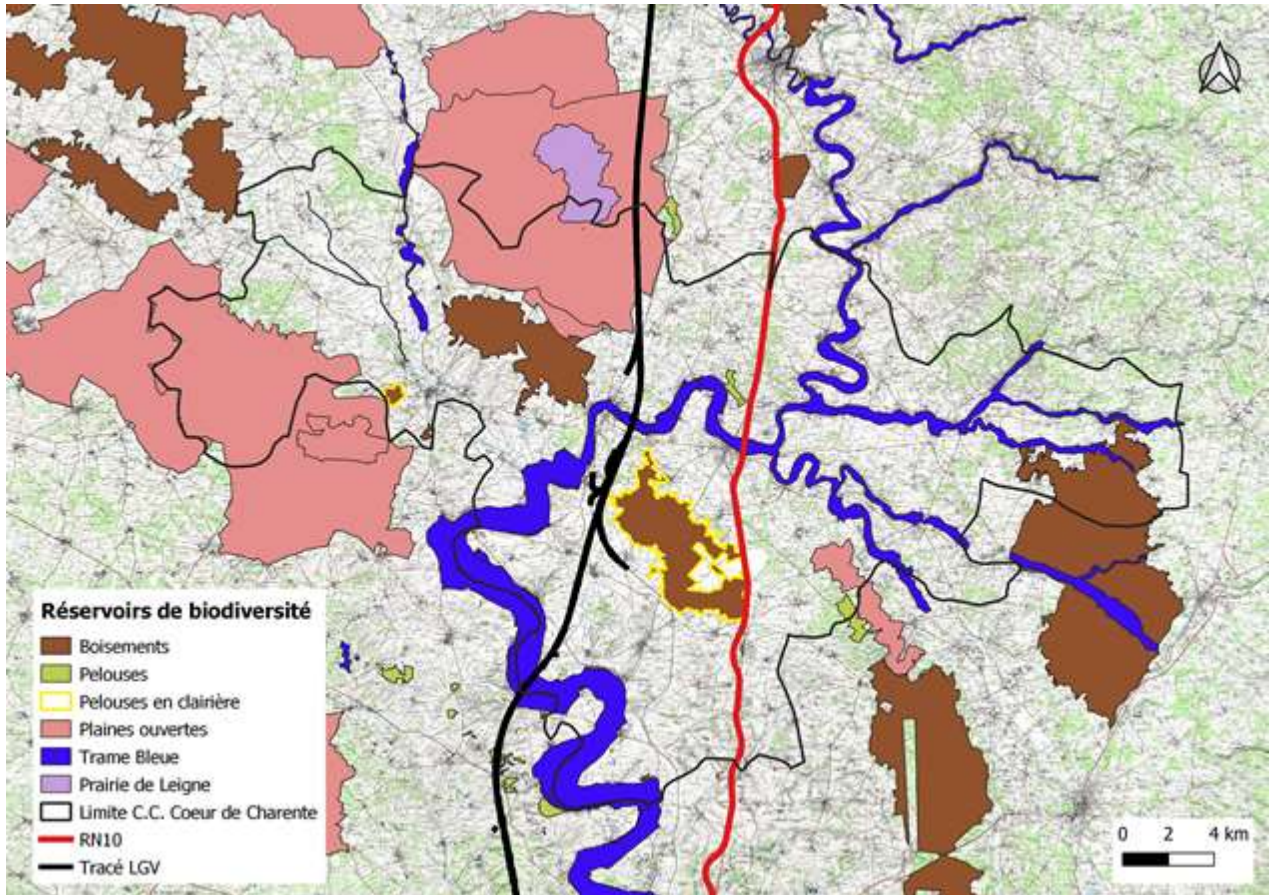 Réservoirs de biodiversité
Boisements
Pelouses
Pelouses en clairière
Plaines ouvertes
Trame Bleue
Prairie de Leigne
Limite C.C. Coeur de Charente
RN10
Tracé LGV
0 2 4 km